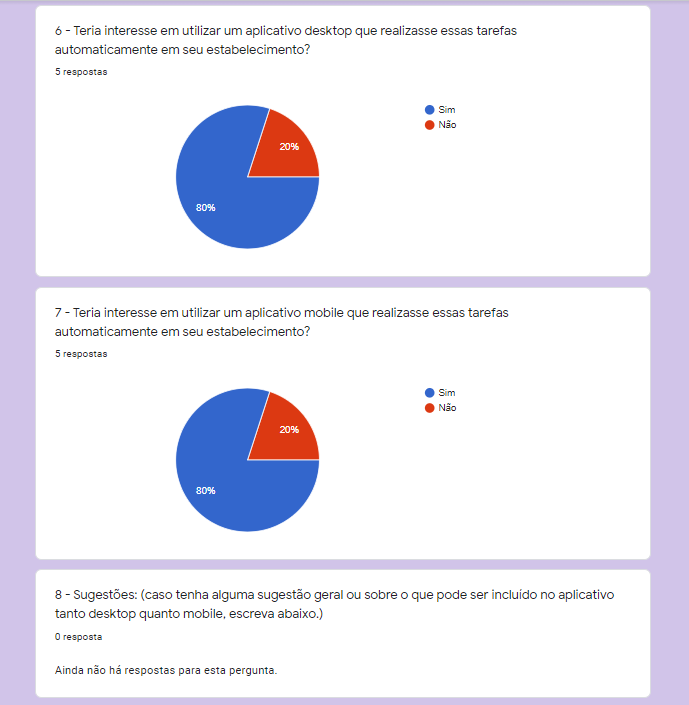 6 - Teria interesse em utilizar um aplicativo desktop que realizasse essas tarefas
automaticamente em seu estabelecimento?
5 respostas
Sim
Não
20%
80%
7 - Teria interesse em utilizar um aplicativo mobile que realizasse essas tarefas
automaticamente em seu estabelecimento?
5 respostas
Sim
Não
20%
80%
8 - Sugestões: (caso tenha alguma sugestão geral ou sobre o que pode ser incluído no aplicativo
tanto desktop quanto mobile, escreva abaixo.)
0 resposta
Ainda não há respostas para esta pergunta.